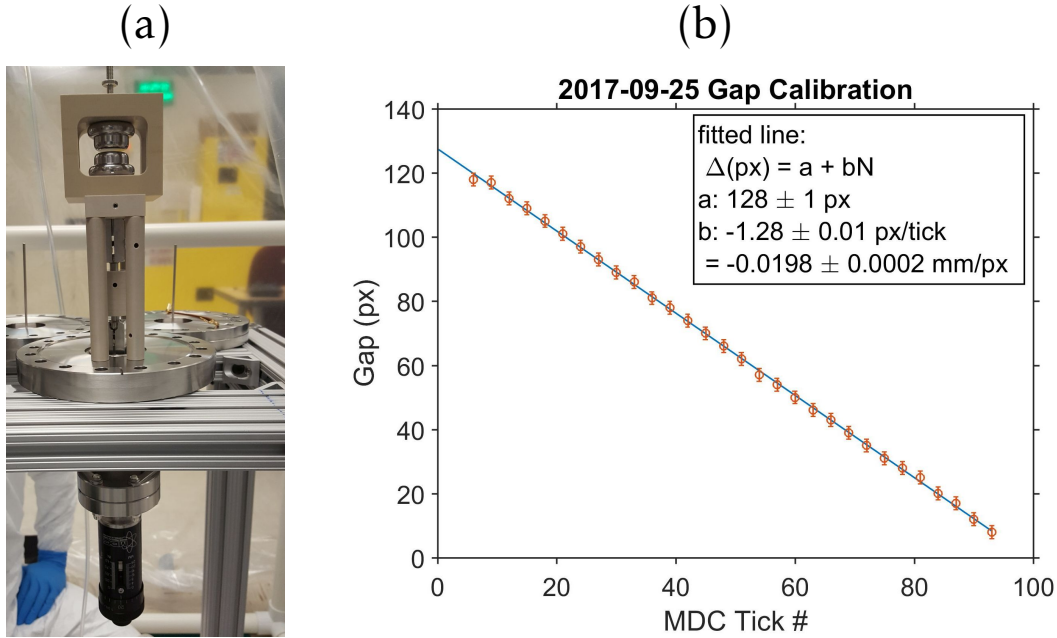 (a)
(b)
2017-09-25 Gap Calibration
140
120
100
80
60
40
20
0
Gap (px)
fitted line:
Δ(px) = a + bN
a: 128 ± 1 px
b: -1.28 ± 0.01 px/tick
= -0.0198 ± 0.0002 mm/px
0
20
40
60
80
100
MDC Tick #